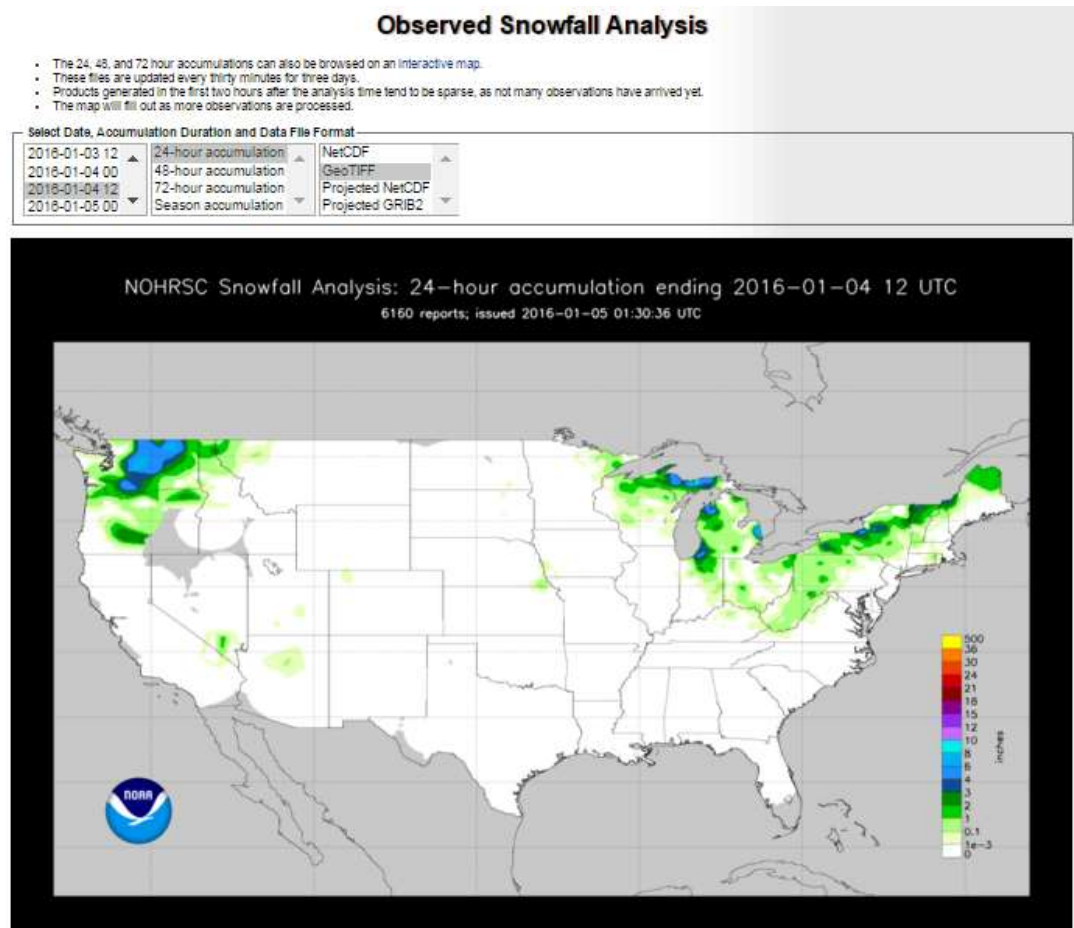 Observed Snowfall Analysis
The 24, 48, and 72 hour accumulations can also be browsed on an interactive map.
These files are updated every thirty minutes for three days.
Products generated in the first two hours after the analysis time tend to be sparse, as not many observations have arrived yet.
The map will fill out as more observations are processed.
Select Date, Accumulation Duration and Data File Format
2016-01-03 12
2016-01-04 00
2016-01-04 12
2016-01-05 00
24-hour accumulation
48-hour accumulation
72-hour accumulation
Season accumulation
NetCDF
GeoTIFF
Projected NetCDF
Projected GRIB2
NOHRSC Snowfall Analysis: 24-hour accumulation ending 2016-01-04 12 UTC
6160 reports; issued 2016-01-05 01:30:36 UTC
500
36
30
24
21
18
15
12
10
8
6
4
3
2
1
0.1
1e-3
0
inches
NOAA